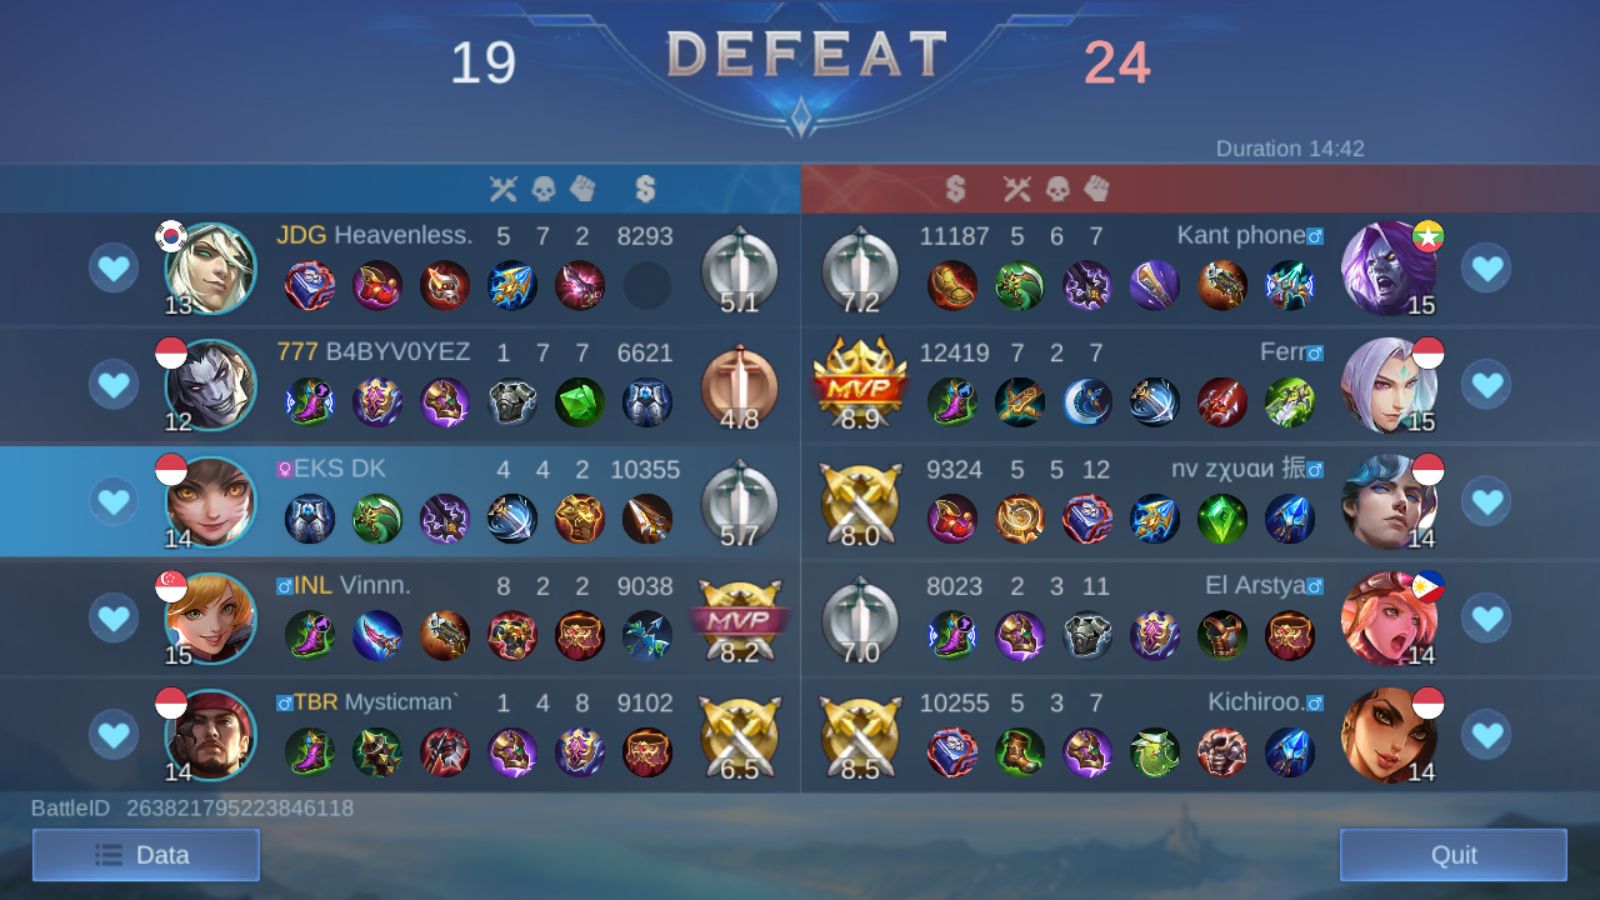 19 DEFEAT 24
Duration 14:42
JDG Heavenless. 5 7 2 8293
13 5.1
11187 5 6 7 Kant phone
7.2 15
777 B4BYV0YEZ 1 7 7 6621
12 4.8
12419 7 2 7 Ferr
MVP 8.9 15
EKS DK 4 4 2 10355
14 5.7
9324 5 5 12 nv zχυαи 振
8.0 14
INL Vinnn. 8 2 2 9038
15 MVP 8.2
8023 2 3 11 El Arstya
7.0 14
TBR Mysticman` 1 4 8 9102
14 6.5
10255 5 3 7 Kichiroo.
8.5 14
BattleID 263821795223846118
Data Quit